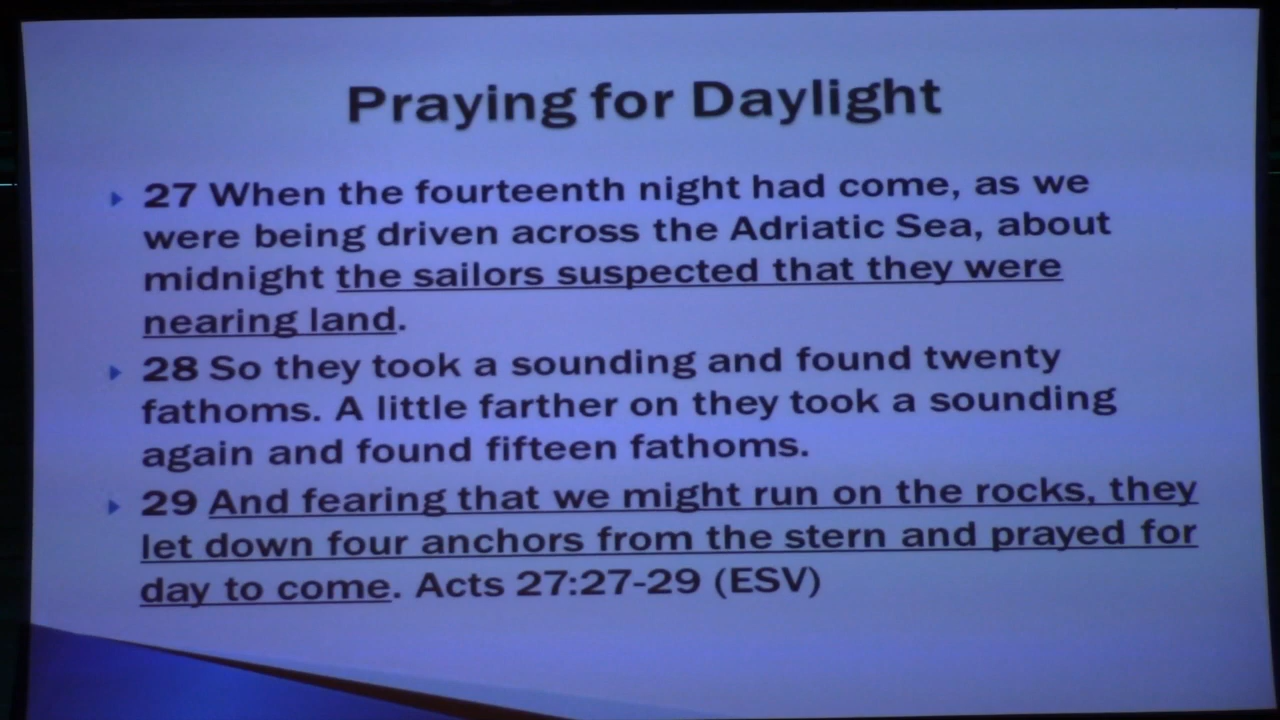 Praying for Daylight
27 When the fourteenth night had come, as we
were being driven across the Adriatic Sea, about
midnight the sailors suspected that they were
nearing land.
28 So they took a sounding and found twenty
fathoms. A little farther on they took a sounding
again and found fifteen fathoms.
29 And fearing that we might run on the rocks, they
let down four anchors from the stern and prayed for
day to come. Acts 27:27-29 (ESV)